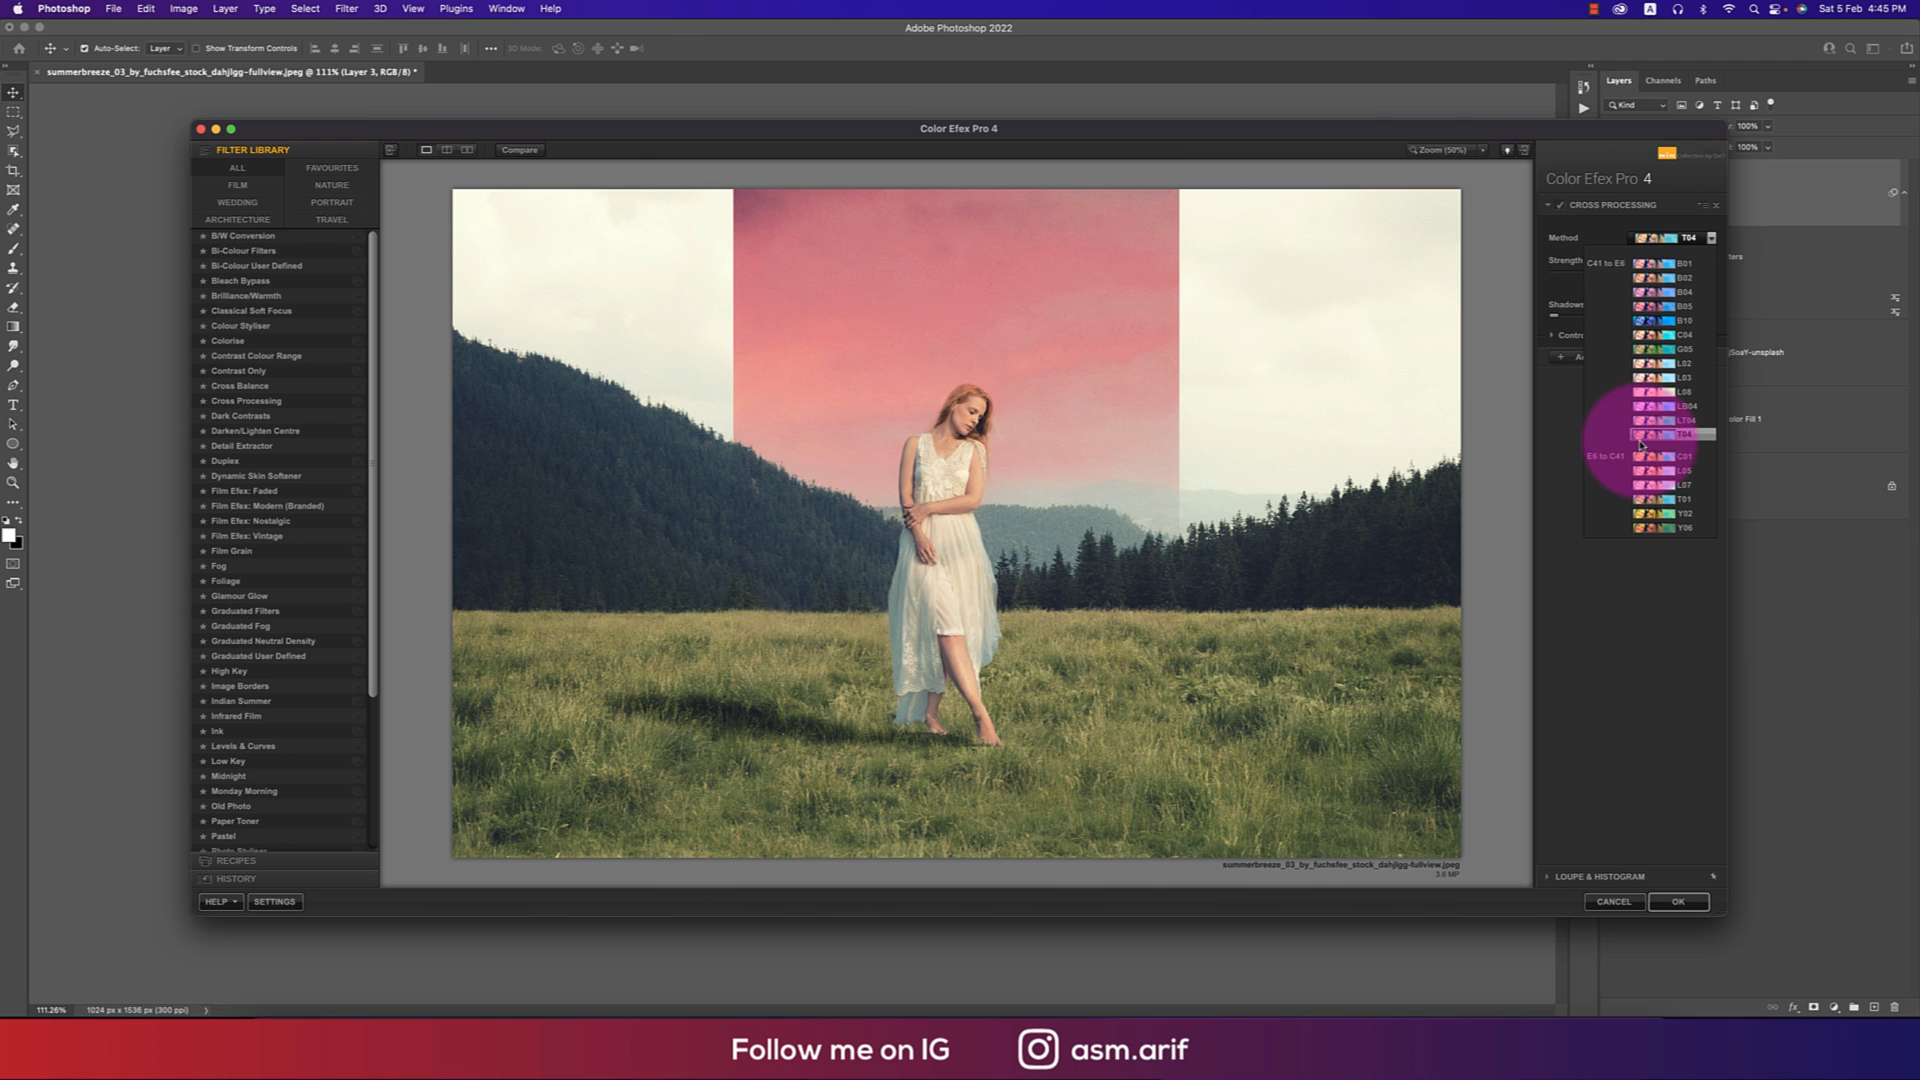 Photoshop File Edit Image Layer Type Select Filter 3D View Plugins Window Help
Sat 5 Feb 4:45 PM
Adobe Photoshop 2022
Auto-Select: Layer Show Transform Controls 3D Mode:
summerbreeze_03_by_fuchsfee_stock_dahjlgg-fullview.jpeg @ 111% (Layer 3, RGB/8) *
Layers Channels Paths
Kind
100%
100%
Color Efex Pro 4
FILTER LIBRARY
Compare
Zoom (50%)
ALL FAVOURITES
FILM NATURE
WEDDING PORTRAIT
ARCHITECTURE TRAVEL
B/W Conversion
Bi-Colour Filters
Bi-Colour User Defined
Bleach Bypass
Brilliance/Warmth
Classical Soft Focus
Colour Styliser
Colorise
Contrast Colour Range
Contrast Only
Cross Balance
Cross Processing
Dark Contrasts
Darken/Lighten Centre
Detail Extractor
Duplex
Dynamic Skin Softener
Film Efex: Faded
Film Efex: Modern (Branded)
Film Efex: Nostalgic
Film Efex: Vintage
Film Grain
Fog
Foliage
Glamour Glow
Graduated Filters
Graduated Fog
Graduated Neutral Density
Graduated User Defined
High Key
Image Borders
Indian Summer
Infrared Film
Ink
Levels & Curves
Low Key
Midnight
Monday Morning
Old Photo
Paper Toner
Pastel
RECIPES
HISTORY
HELP SETTINGS
summerbreeze_03_by_fuchsfee_stock_dahjlgg-fullview.jpeg
3.6 MP
Collection by DxO
Color Efex Pro 4
CROSS PROCESSING
Method T04
Strength
Shadows
Contro
C41 to E6 B01
B02
B04
B05
B10
C04
G05
L02
L03
L08
LB04
LT04
T04
E6 to C41 C01
L05
L07
T01
Y02
Y06
LOUPE & HISTOGRAM
CANCEL OK
ters
jSoaY-unsplash
olor Fill 1
111.26% 1024 px x 1536 px (300 ppi)
Follow me on IG asm.arif